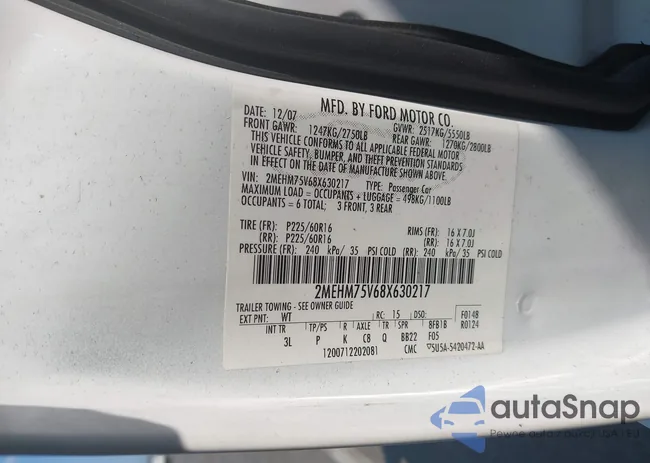 MFD. BY FORD MOTOR CO.
DATE: 12/07 GVWR: 2517KG/5550LB
FRONT GAWR: 1247KG/2750LB REAR GAWR: 1270KG/2800LB
THIS VEHICLE CONFORMS TO ALL APPLICABLE FEDERAL MOTOR
VEHICLE SAFETY, BUMPER, AND THEFT PREVENTION STANDARDS
IN EFFECT ON THE DATE OF MANUFACTURE SHOWN ABOVE.
VIN: 2MEHM75V68X630217 TYPE: Passenger Car
MAXIMUM LOAD = OCCUPANTS + LUGGAGE = 498KG/1100LB
OCCUPANTS = 6 TOTAL; 3 FRONT, 3 REAR
TIRE (FR): P225/60R16 RIMS (FR): 16 X 7.0J
(RR): P225/60R16 (RR): 16 X 7.0J
PRESSURE (FR): 240 kPa/ 35 PSI COLD (RR): 240 kPa/ 35 PSI COLD
2MEHM75V68X630217
TRAILER TOWING - SEE OWNER GUIDE
EXT PNT: WT RC: 15 DSO: F014B
INT TR TP/PS R AXLE TR SPR 8FB1B R0124
3L P K C8 Q BB22 F05
1200712202081 CMC 5U5A-5420472-AA
autaSnap